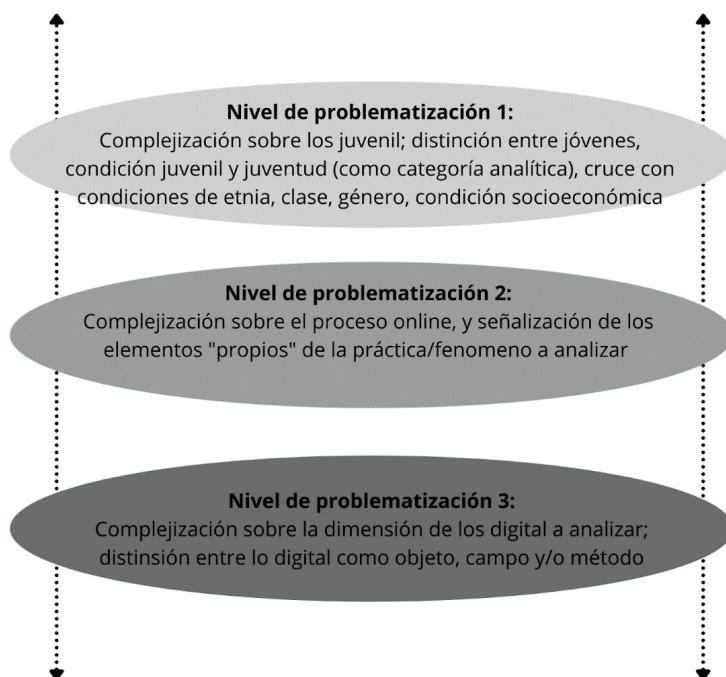 Nivel de problematización 1:
Complejización sobre los juvenil; distinción entre jóvenes,
condición juvenil y juventud (como categoría analítica), cruce con
condiciones de etnia, clase, género, condición socioeconómica
Nivel de problematización 2:
Complejización sobre el proceso online, y señalización de los
elementos "propios" de la práctica/fenomeno a analizar
Nivel de problematización 3:
Complejización sobre la dimensión de los digital a analizar;
distinsión entre lo digital como objeto, campo y/o método